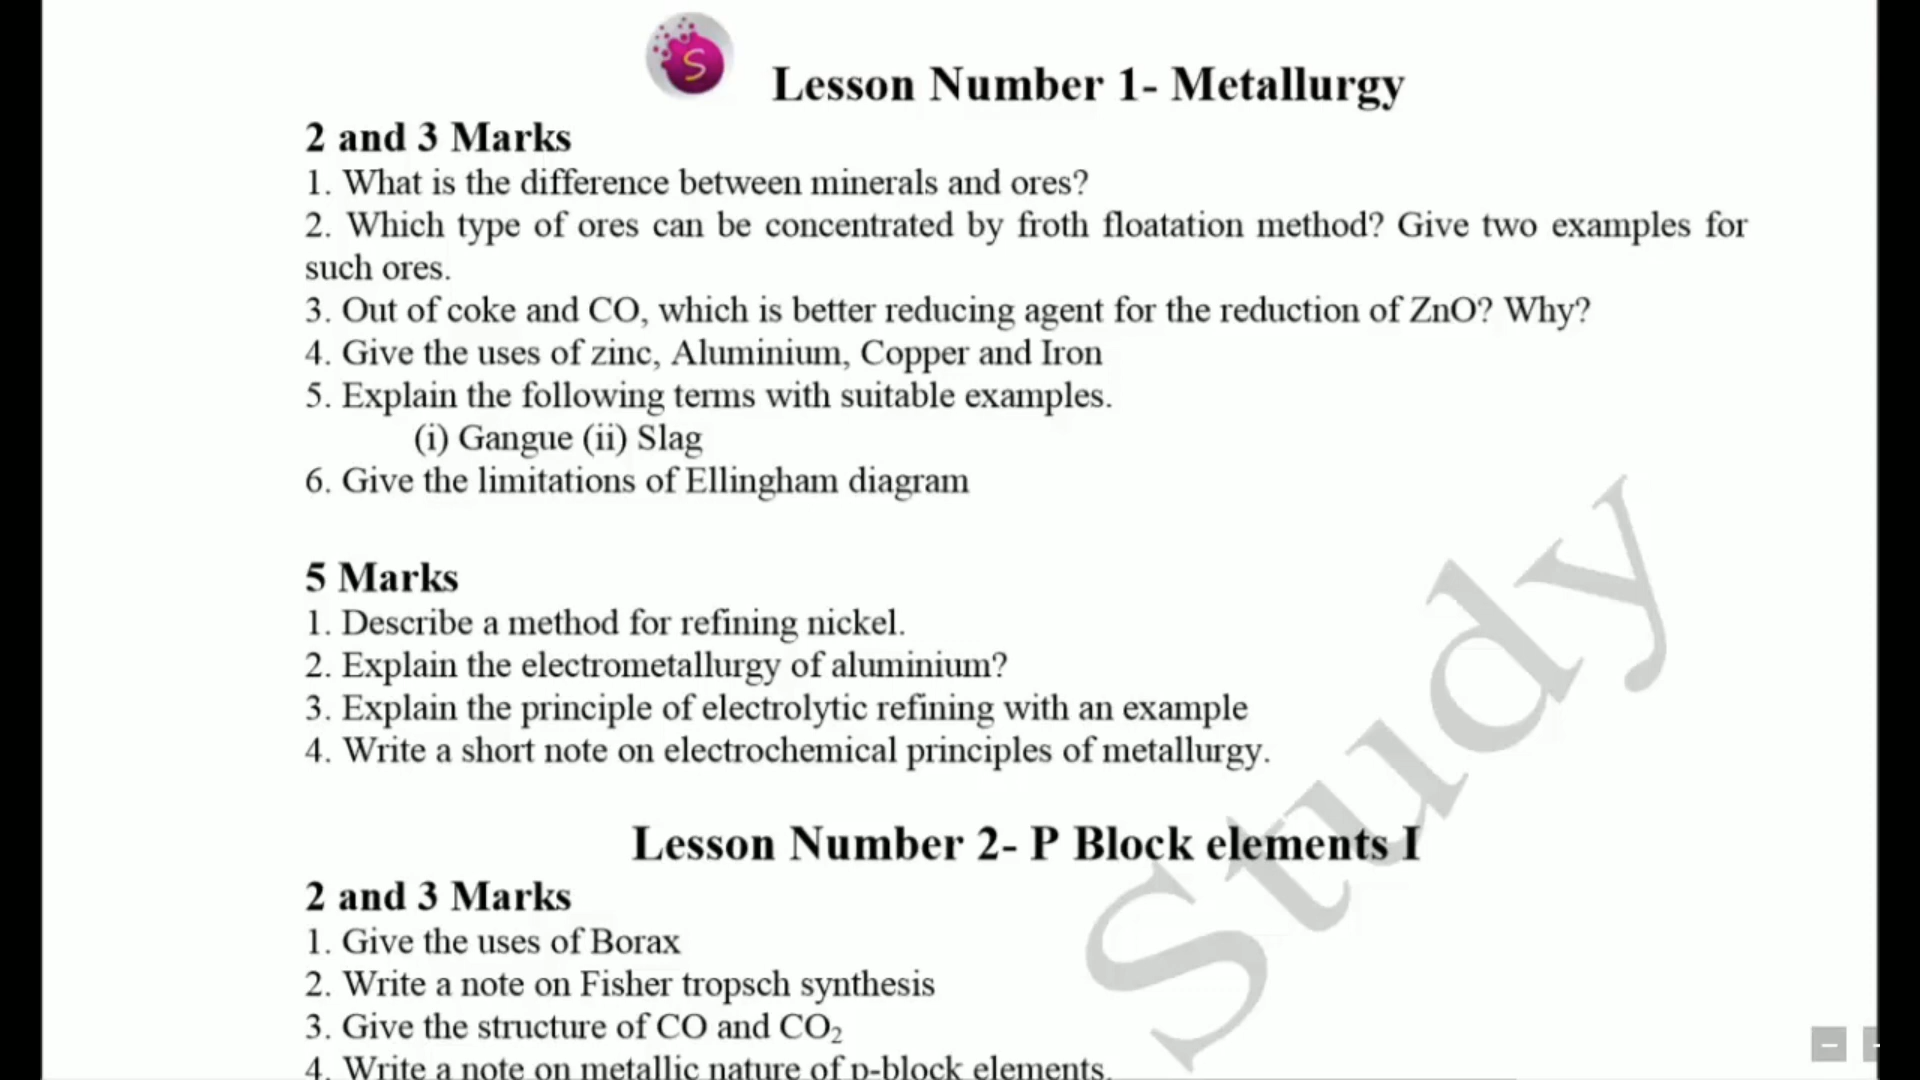 S
Lesson Number 1- Metallurgy
2 and 3 Marks
1. What is the difference between minerals and ores?
2. Which type of ores can be concentrated by froth floatation method? Give two examples for
such ores.
3. Out of coke and CO, which is better reducing agent for the reduction of ZnO? Why?
4. Give the uses of zinc, Aluminium, Copper and Iron
5. Explain the following terms with suitable examples.
(i) Gangue (ii) Slag
6. Give the limitations of Ellingham diagram
5 Marks
1. Describe a method for refining nickel.
2. Explain the electrometallurgy of aluminium?
3. Explain the principle of electrolytic refining with an example
4. Write a short note on electrochemical principles of metallurgy.
Lesson Number 2- P Block elements I
2 and 3 Marks
1. Give the uses of Borax
2. Write a note on Fisher tropsch synthesis
3. Give the structure of CO and CO₂
4. Write a note on metallic nature of p-block elements.
Study